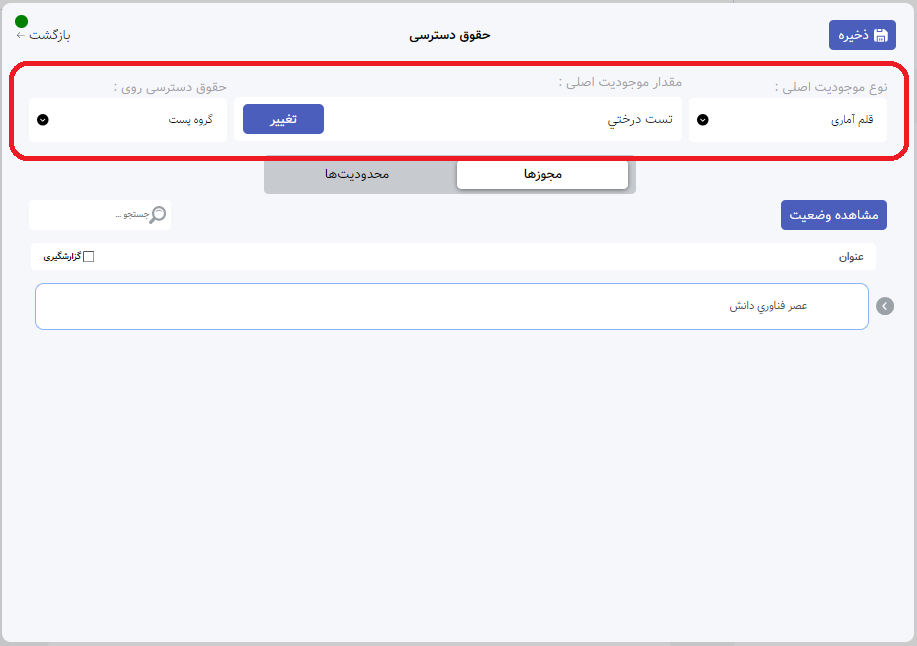 ذخیره
حقوق دسترسی
بازگشت ←
نوع موجودیت اصلی :
مقدار موجودیت اصلی :
حقوق دسترسی روی :
قلم آماری
تست درختي
تغییر
گروه پست
مجوزها
محدودیت‌ها
مشاهده وضعیت
جستجو ...
عنوان
گزارشگیری
عصر فناوري دانش